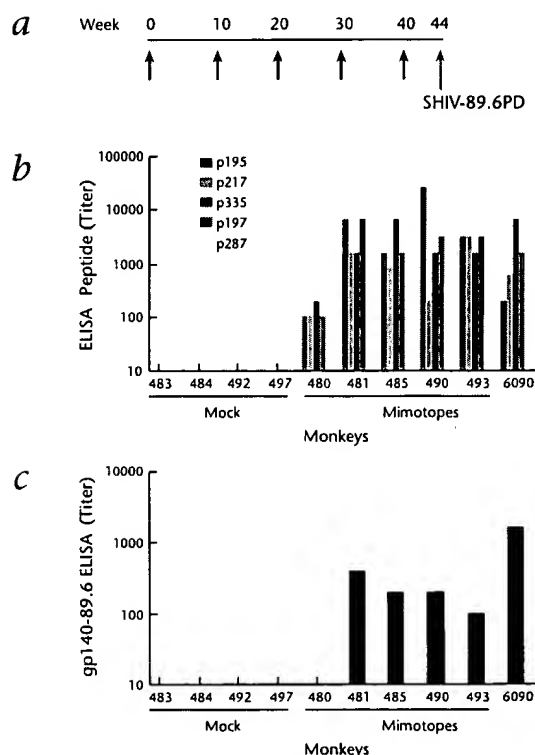 a
Week 0 10 20 30 40 44
SHIV-89.6PD
b
ELISA Peptide (Titer)
100000
10000
1000
100
10
p195
p217
p335
p197
p287
483 484 492 497 480 481 485 490 493 6090
Mock Mimotopes
Monkeys
c
gp140-89.6 ELISA (Titer)
10000
1000
100
10
483 484 492 497 480 481 485 490 493 6090
Mock Mimotopes
Monkeys